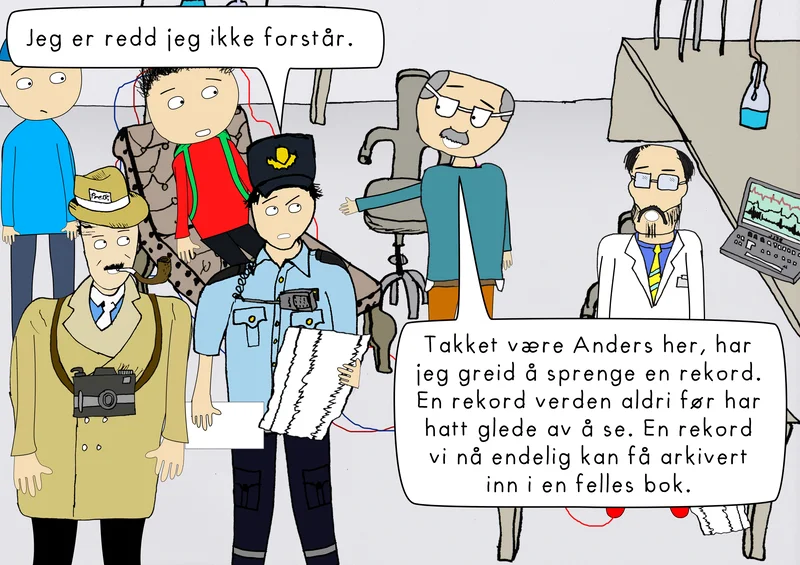 Jeg er redd jeg ikke forstår.
Takket være Anders her, har
jeg greid å sprenge en rekord.
En rekord verden aldri før har
hatt glede av å se. En rekord
vi nå endelig kan få arkivert
inn i en felles bok.